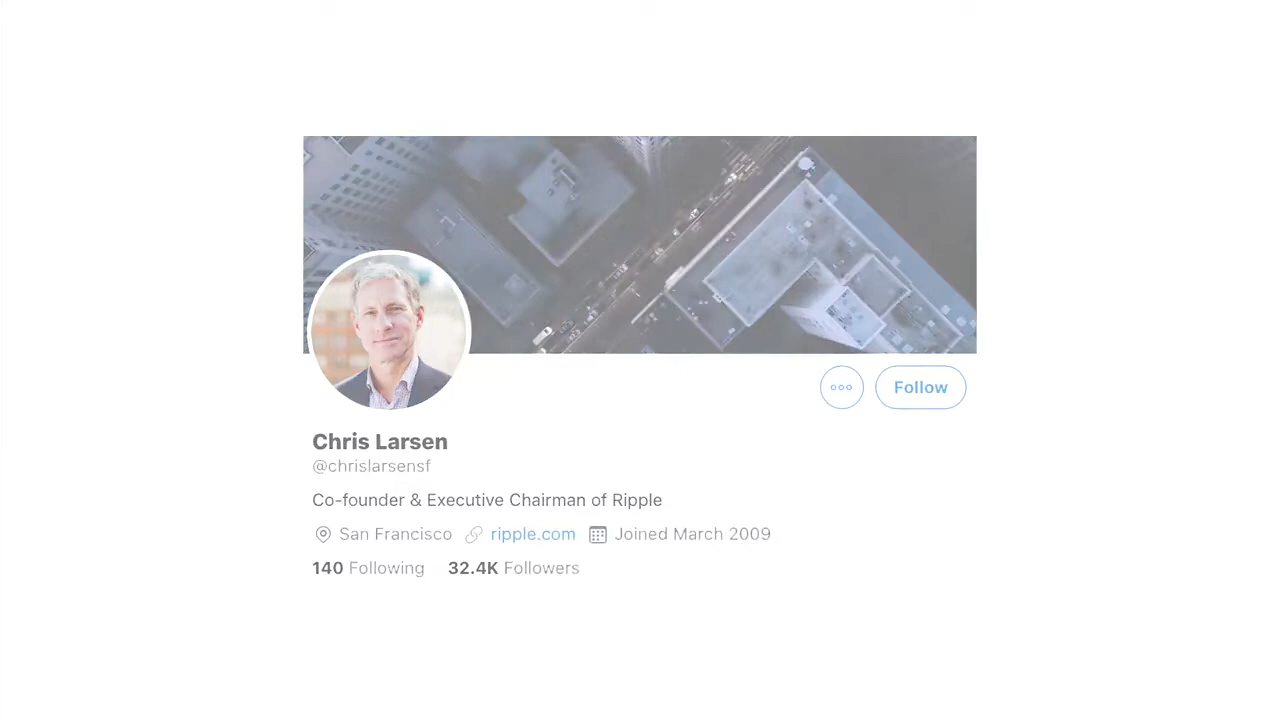 Follow
Chris Larsen
@chrislarsensf
Co-founder & Executive Chairman of Ripple
San Francisco ripple.com Joined March 2009
140 Following 32.4K Followers